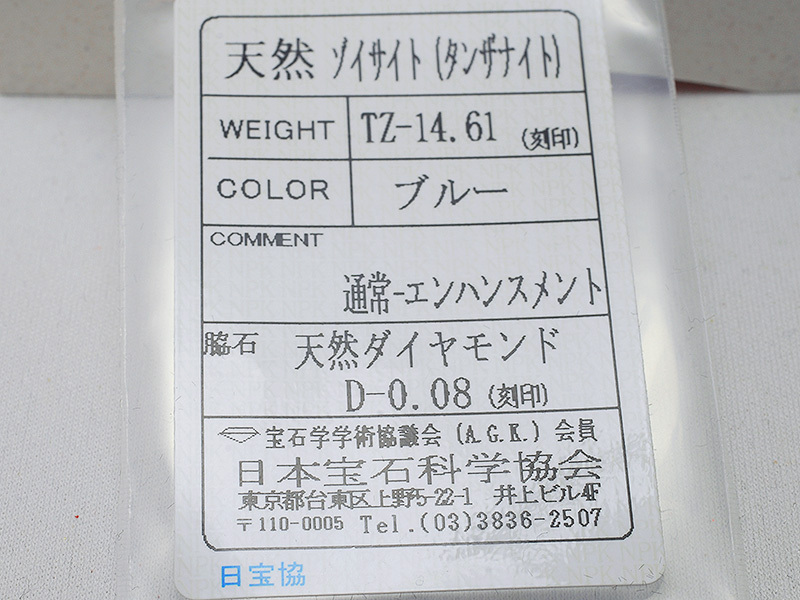 天然 ゾイサイト (タンザナイト)
WEIGHT TZ-14.61 (刻印)
COLOR ブルー
COMMENT
通常-エンハンスメント
脇石 天然ダイヤモンド
D-0.08 (刻印)
宝石学学術協議会 (A.G.K.) 会員
日本宝石科学協会
東京都台東区上野5-22-1 井上ビル4F
〒110-0005 Tel.(03)3836-2507
日宝協